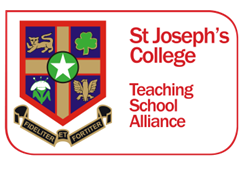 St Joseph's
College
Teaching
School
Alliance
FIDELITER ET FORTITER